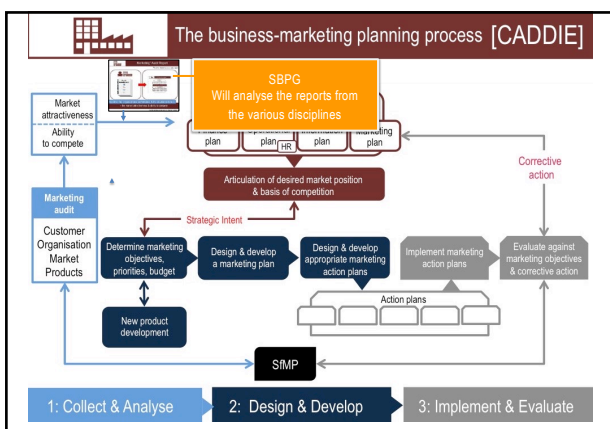 The business-marketing planning process [CADDIE]
SBPG
Will analyse the reports from
the various disciplines
Market
attractiveness
Ability
to compete
plan
plan
plan
Marketing
plan
HR
Articulation of desired market position
& basis of competition
Corrective
action
Marketing
audit
Customer
Organisation
Market
Products
Strategic Intent
Determine marketing
objectives,
priorities, budget
Design & develop
a marketing plan
Design & develop
appropriate marketing
action plans
Implement marketing
action plans
Evaluate against
marketing objectives
& corrective action
Action plans
New product
development
SfMP
1: Collect & Analyse
2: Design & Develop
3: Implement & Evaluate